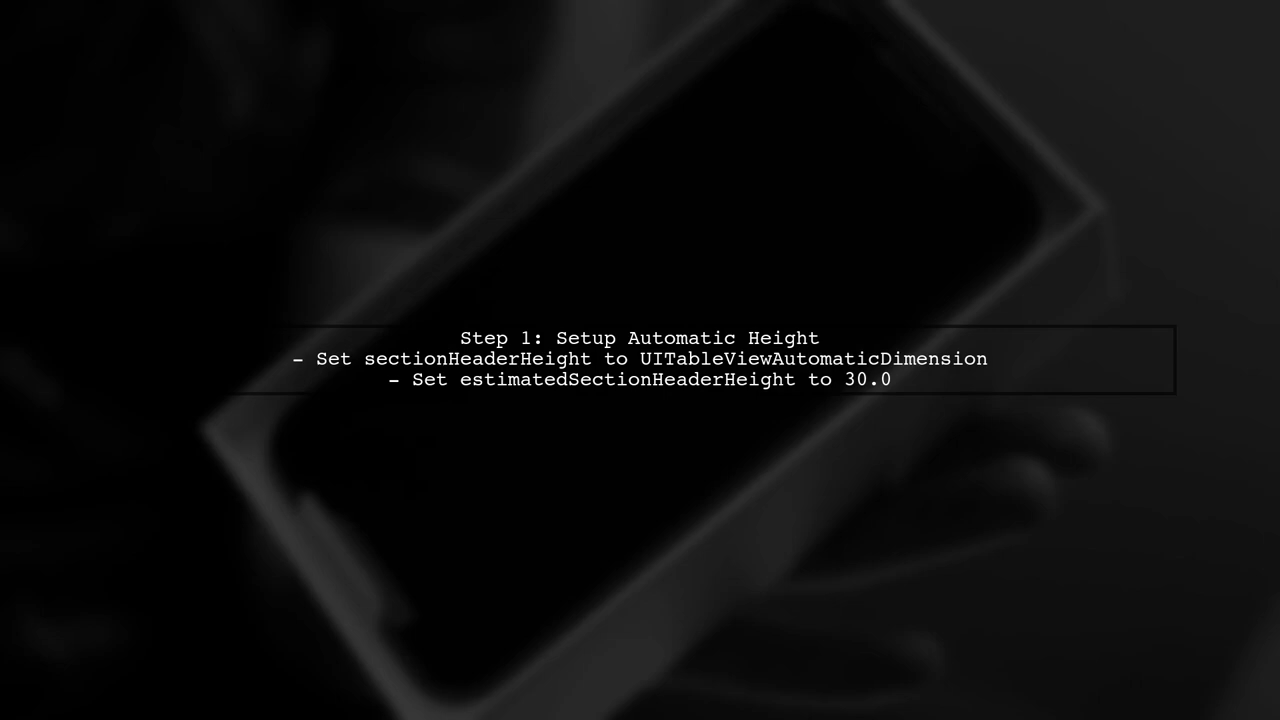 Step 1: Setup Automatic Height
- Set sectionHeaderHeight to UITableViewAutomaticDimension
- Set estimatedSectionHeaderHeight to 30.0